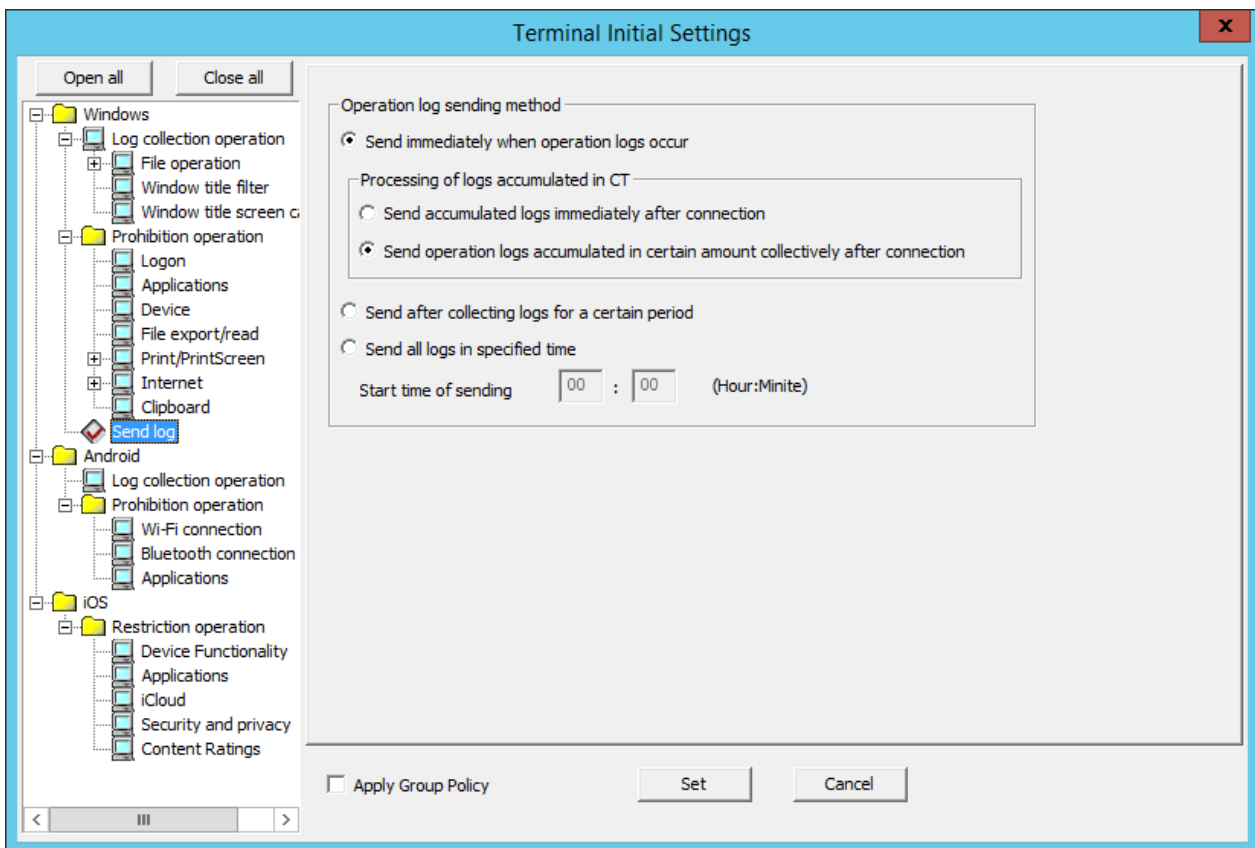 Terminal Initial Settings
x
Open all
Close all
Windows
Log collection operation
File operation
Window title filter
Window title screen ca
Prohibition operation
Logon
Applications
Device
File export/read
Print/PrintScreen
Internet
Clipboard
Send log
Android
Log collection operation
Prohibition operation
Wi-Fi connection
Bluetooth connection
Applications
iOS
Restriction operation
Device Functionality
Applications
iCloud
Security and privacy
Content Ratings
Operation log sending method
Send immediately when operation logs occur
Processing of logs accumulated in CT
Send accumulated logs immediately after connection
Send operation logs accumulated in certain amount collectively after connection
Send after collecting logs for a certain period
Send all logs in specified time
Start time of sending 00 : 00 (Hour:Minite)
Apply Group Policy
Set
Cancel